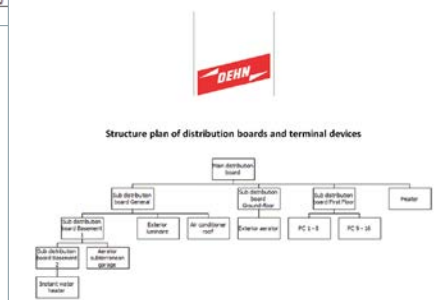 DEHN
Structure plan of distribution boards and terminal devices
Main distribution
board
Sub distribution
board General
Sub distribution
board
Ground-floor
Sub distribution
board First Floor
Heater
Sub distribution
board Basement
Exterior
luminaire
Air conditioner
roof
Exterior aerator
PC 1 - 8
PC 9 - 16
Sub distribution
board Basement
2
Aerator
subterranean
garage
Instant water
heater